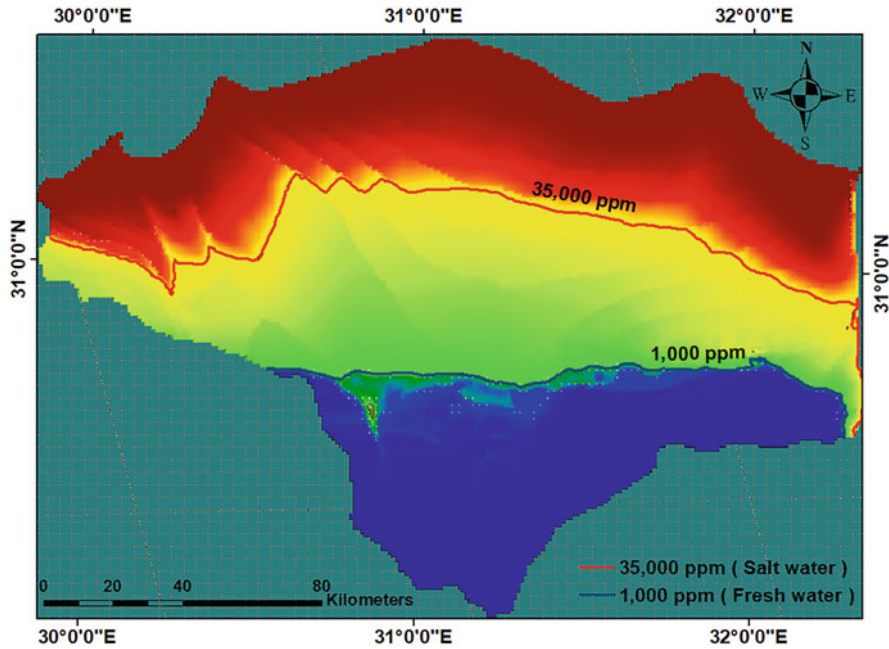 30°0'0"E 31°0'0"E 32°0'0"E
N
W E
S
35,000 ppm
31°0'0"N 31°0'0"N
1,000 ppm
35,000 ppm ( Salt water )
0 20 40 80
Kilometers
1,000 ppm ( Fresh water )
30°0'0"E 31°0'0"E 32°0'0"E